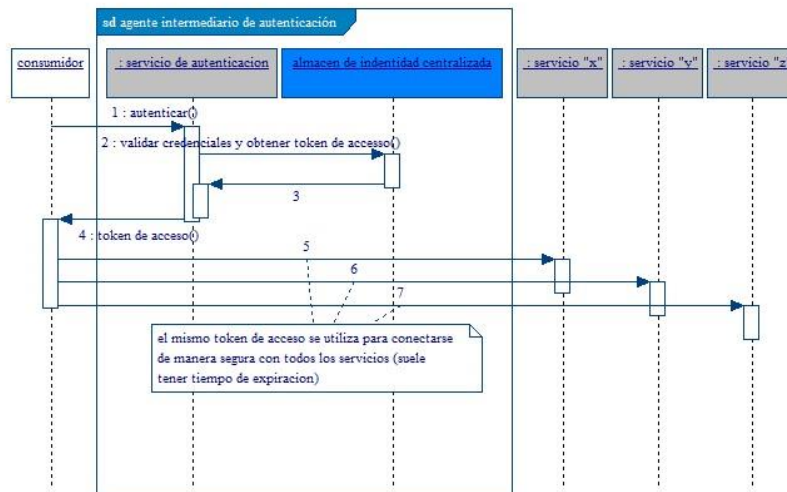 sd agente intermediario de autenticación
consumidor
: servicio de autenticacion
almacen de indentidad centralizada
: servicio "x"
: servicio "y"
: servicio "z"
1 : autenticar()
2 : validar credenciales y obtener token de accesso()
3
4 : token de acceso()
5
6
7
el mismo token de acceso se utiliza para conectarse
de manera segura con todos los servicios (suele
tener tiempo de expiracion)